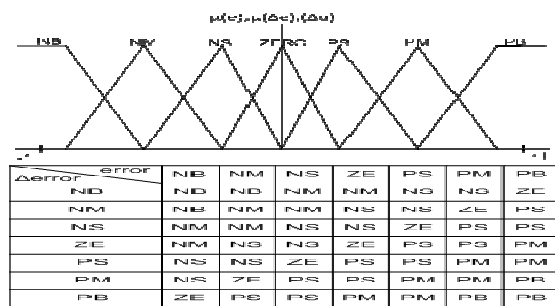 μ(e),μ(Δe),(Δu)
NB NM NS ZERO PS PM PB
error
Δerror NB NM NS ZE PS PM PB
NB NB NB NM NM NS NS ZE
NM NB NM NM NS NS ZE PS
NS NM NM NS NS ZE PS PS
ZE NM NS NS ZE PS PS PM
PS NS NS ZE PS PS PM PM
PM NS ZE PS PS PM PM PB
PB ZE PS PS PM PM PB PB